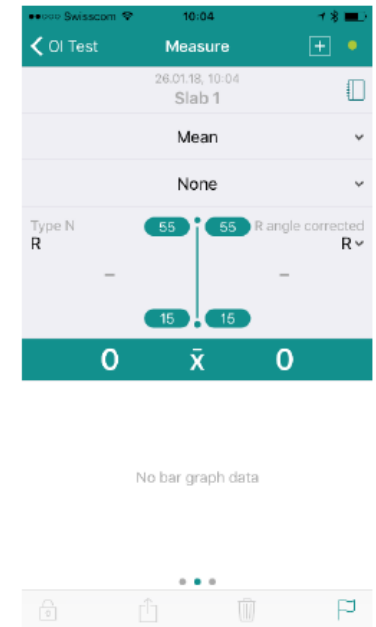 Swisscom 10:04
OI Test Measure
26.01.18, 10:04
Slab 1
Mean
None
Type N 55 55 R angle corrected
R R
– –
15 15
0 x̄ 0
No bar graph data